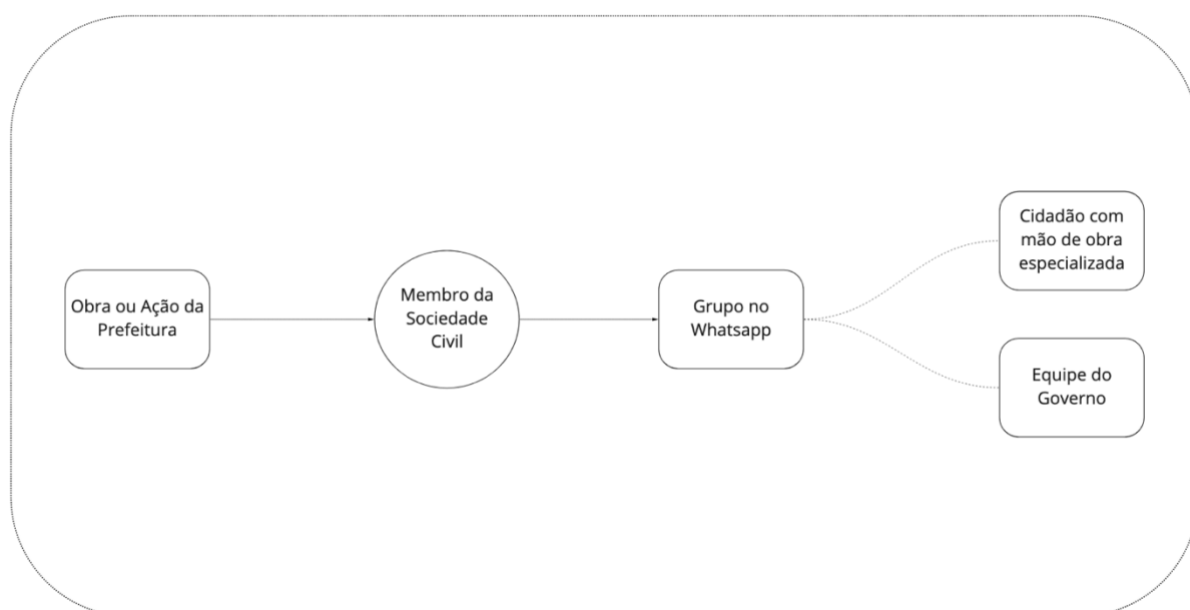 Obra ou Ação da
Prefeitura
Membro da
Sociedade
Civil
Grupo no
Whatsapp
Cidadão com
mão de obra
especializada
Equipe do
Governo